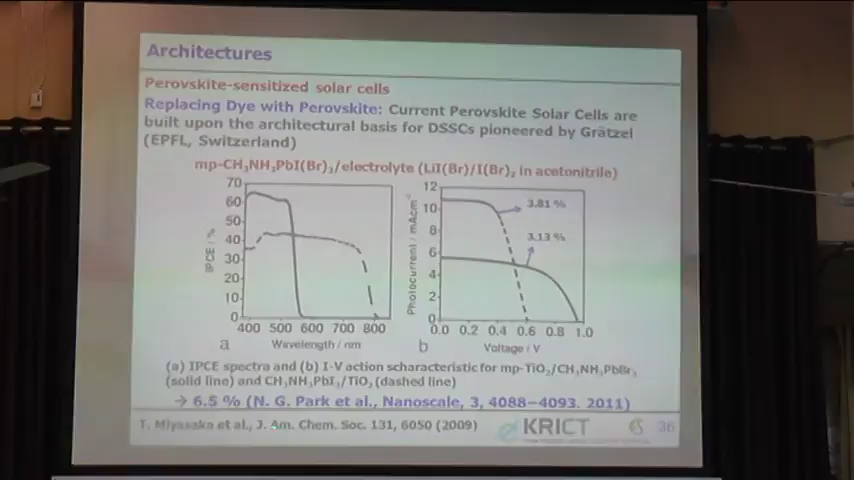 Architectures
Perovskite-sensitized solar cells
Replacing Dye with Perovskite: Current Perovskite Solar Cells are
built upon the architectural basis for DSSCs pioneered by Grätzel
(EPFL, Switzerland)
mp-CH₃NH₃PbI(Br)₃/electrolyte (LiI(Br)/I(Br)₂ in acetonitrile)
70
60
50
40
30
20
10
0
IPCE / %
400 500 600 700 800
Wavelength / nm
a
12
10
8
6
4
2
0
Photocurrent / mAcm⁻²
3.81 %
3.13 %
0.0 0.2 0.4 0.6 0.8 1.0
Voltage / V
b
(a) IPCE spectra and (b) I-V action scharacteristic for mp-TiO₂/CH₃NH₃PbBr₃
(solid line) and CH₃NH₃PbI₃/TiO₂ (dashed line)
→ 6.5 % (N. G. Park et al., Nanoscale, 3, 4088−4093. 2011)
T. Miyasaka et al., J. Am. Chem. Soc. 131, 6050 (2009)
KRICT
36